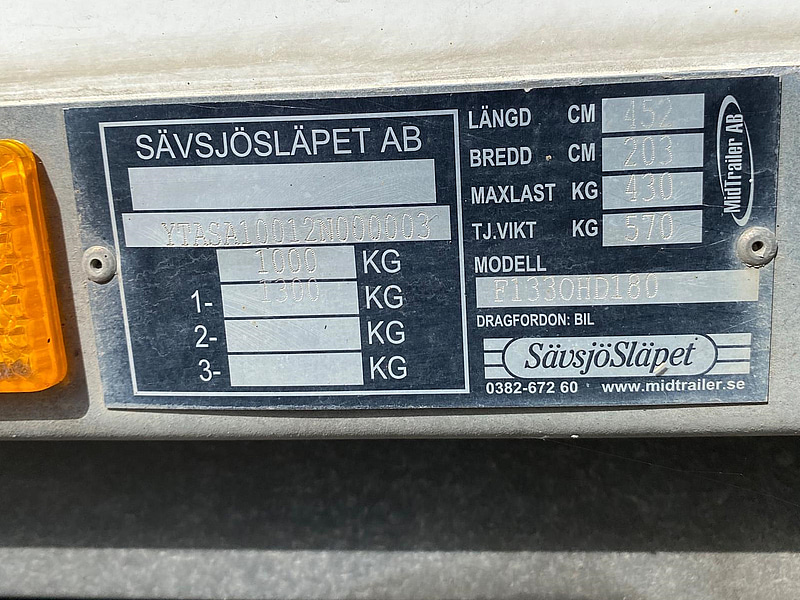 SÄVSJÖSLÄPET AB
YTASA10012N000003
1000 KG
1- 1300 KG
2- KG
3- KG
LÄNGD CM 452
BREDD CM 203
MAXLAST KG 430
TJ.VIKT KG 570
MODELL
F1330HD180
DRAGFORDON: BIL
SävsjöSläpet
0382-672 60 www.midtrailer.se
MidTrailer AB